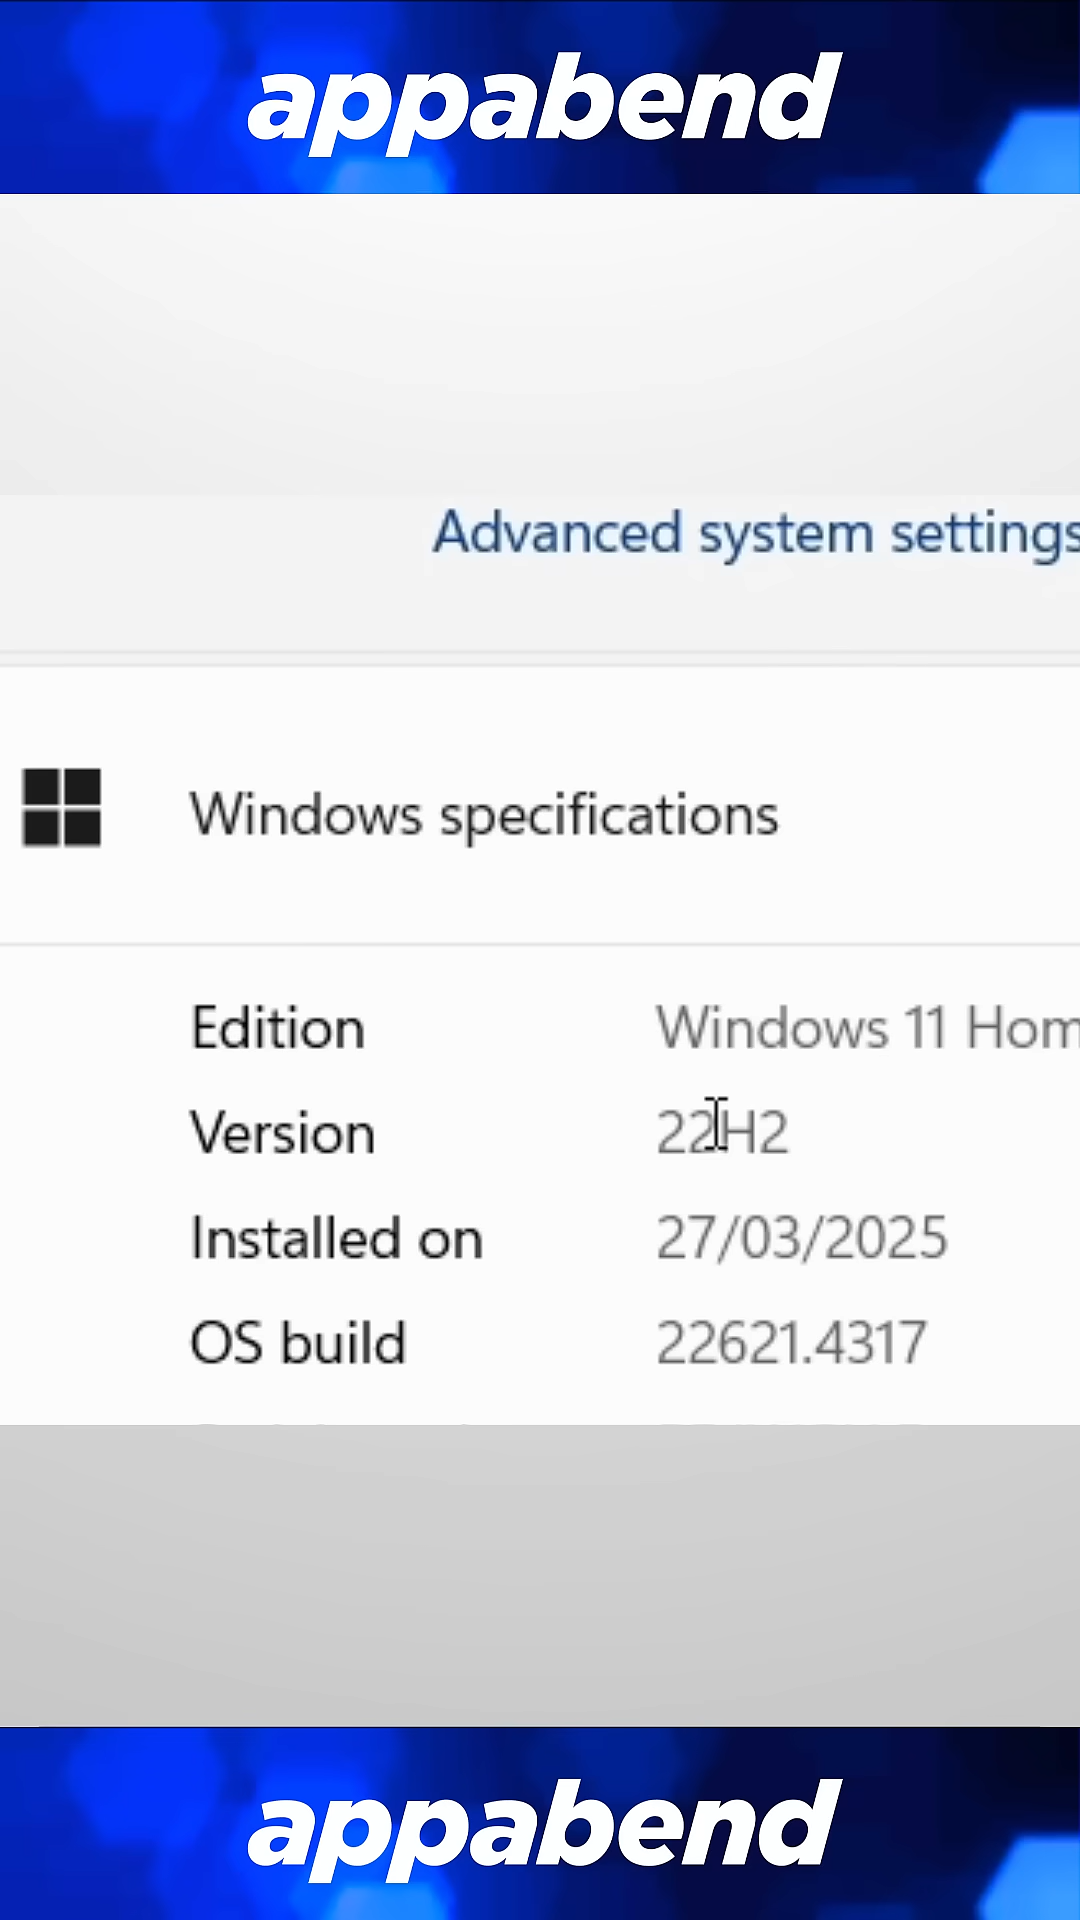 appabend
Advanced system settings
Windows specifications
Edition Windows 11 Hom
Version 22H2
Installed on 27/03/2025
OS build 22621.4317
appabend